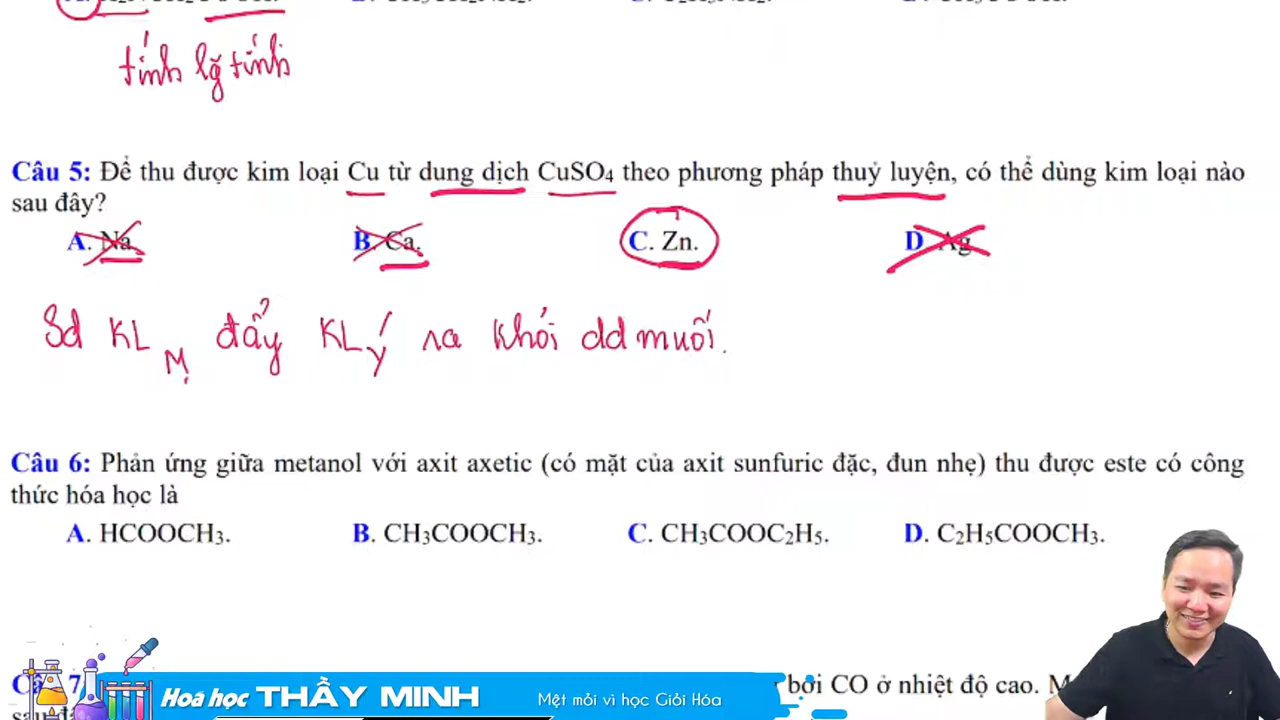 tính lg tính
Câu 5: Để thu được kim loại Cu từ dung dịch CuSO4 theo phương pháp thuỷ luyện, có thể dùng kim loại nào
sau đây?
A. Na. B. Ca. C. Zn. D Ag
Sd KL M đẩy KL Y ra khỏi dd muối.
Câu 6: Phản ứng giữa metanol với axit axetic (có mặt của axit sunfuric đặc, đun nhẹ) thu được este có công
thức hóa học là
A. HCOOCH3. B. CH3COOCH3. C. CH3COOC2H5. D. C2H5COOCH3.
bởi CO ở nhiệt độ cao.
Hoá học THẦY MINH Mệt mỏi vì học Giỏi Hóa